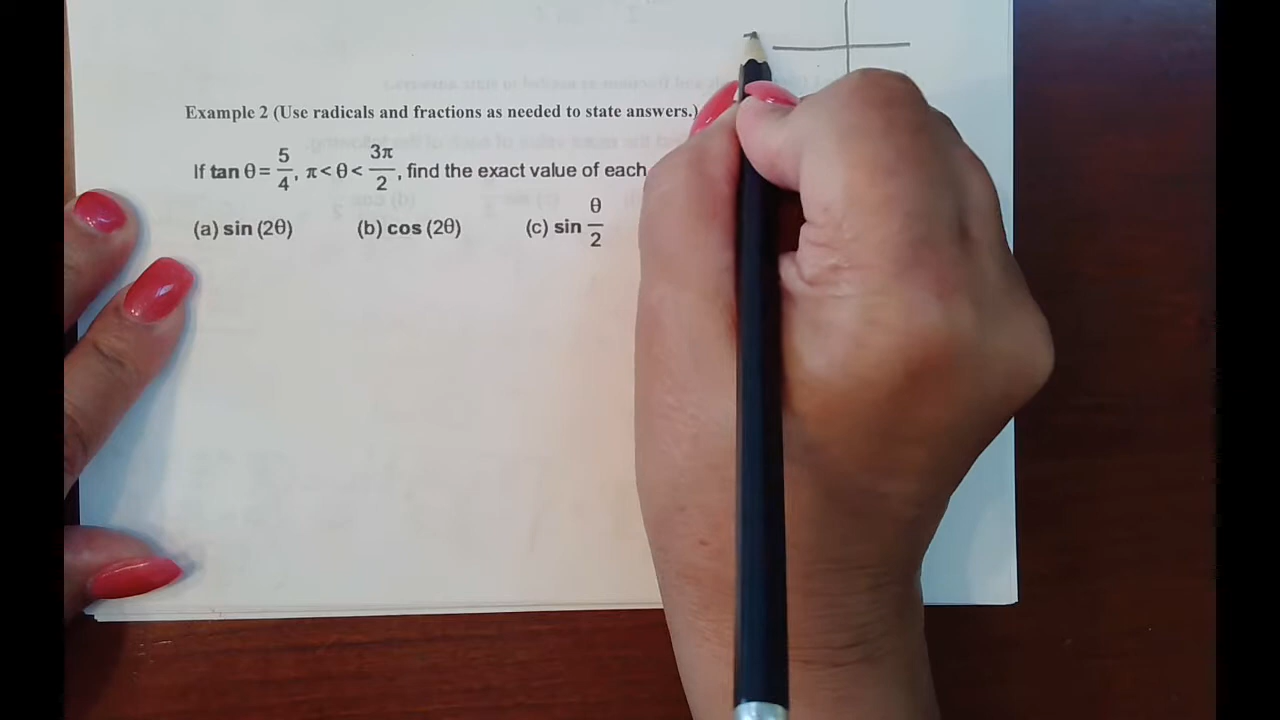 Example 2 (Use radicals and fractions as needed to state answers.)
If tan θ = 5/4, π < θ < 3π/2, find the exact value of each
(a) sin (2θ) (b) cos (2θ) (c) sin θ/2